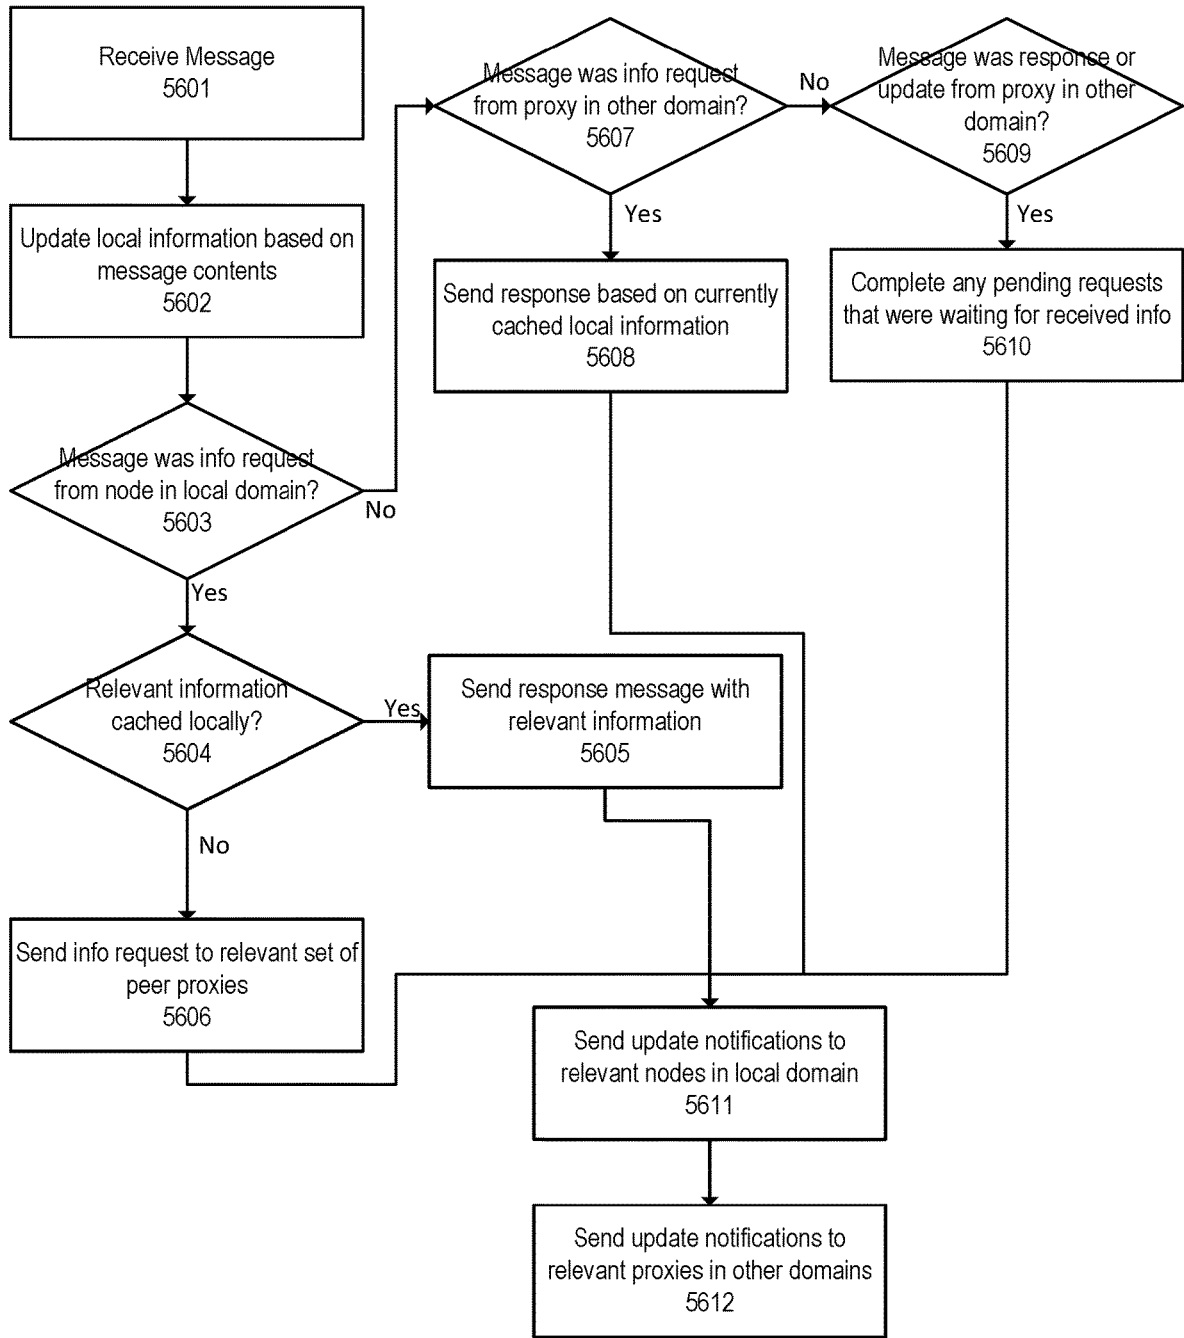 Receive Message
5601
Update local information based on
message contents
5602
Message was info request
from node in local domain?
5603
No
Yes
Relevant information
cached locally?
5604
Yes
No
Send info request to relevant set of
peer proxies
5606
Message was info request
from proxy in other domain?
5607
No
Yes
Send response based on currently
cached local information
5608
Message was response or
update from proxy in other
domain?
5609
Yes
Complete any pending requests
that were waiting for received info
5610
Send response message with
relevant information
5605
Send update notifications to
relevant nodes in local domain
5611
Send update notifications to
relevant proxies in other domains
5612